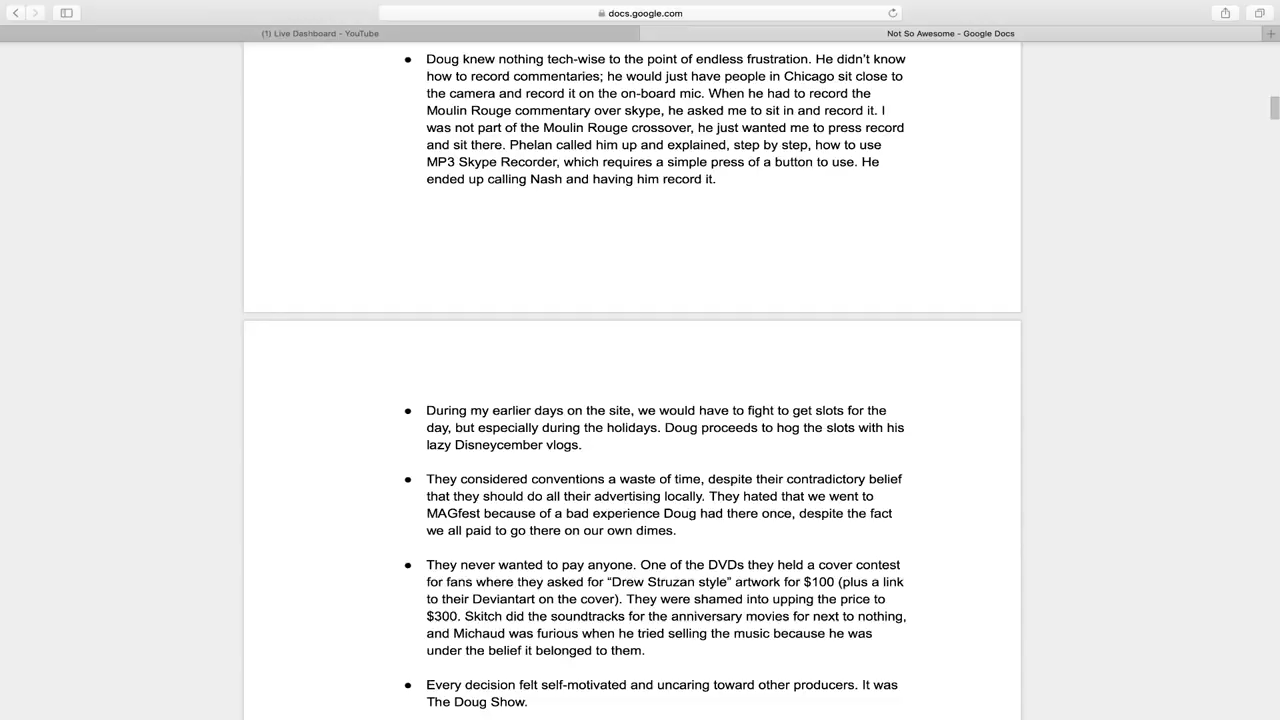 docs.google.com
(1) Live Dashboard - YouTube
Not So Awesome - Google Docs
● Doug knew nothing tech-wise to the point of endless frustration. He didn't know
how to record commentaries; he would just have people in Chicago sit close to
the camera and record it on the on-board mic. When he had to record the
Moulin Rouge commentary over skype, he asked me to sit in and record it. I
was not part of the Moulin Rouge crossover, he just wanted me to press record
and sit there. Phelan called him up and explained, step by step, how to use
MP3 Skype Recorder, which requires a simple press of a button to use. He
ended up calling Nash and having him record it.
● During my earlier days on the site, we would have to fight to get slots for the
day, but especially during the holidays. Doug proceeds to hog the slots with his
lazy Disneycember vlogs.
● They considered conventions a waste of time, despite their contradictory belief
that they should do all their advertising locally. They hated that we went to
MAGfest because of a bad experience Doug had there once, despite the fact
we all paid to go there on our own dimes.
● They never wanted to pay anyone. One of the DVDs they held a cover contest
for fans where they asked for “Drew Struzan style” artwork for $100 (plus a link
to their Deviantart on the cover). They were shamed into upping the price to
$300. Skitch did the soundtracks for the anniversary movies for next to nothing,
and Michaud was furious when he tried selling the music because he was
under the belief it belonged to them.
● Every decision felt self-motivated and uncaring toward other producers. It was
The Doug Show.